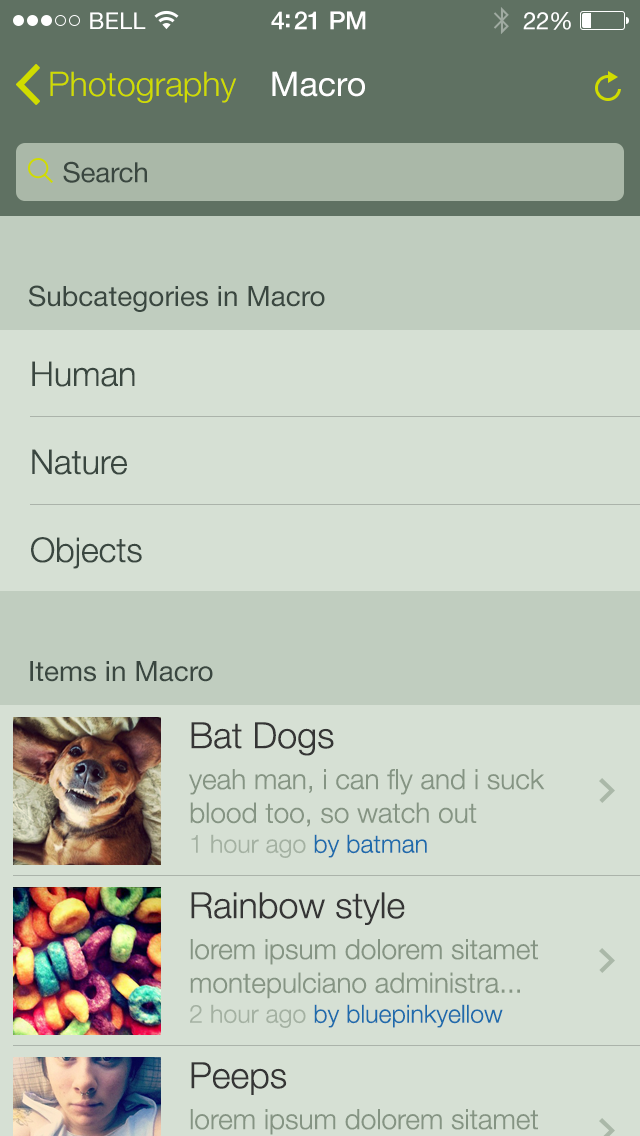 BELL 4:21 PM 22%
Photography Macro
Search
Subcategories in Macro
Human
Nature
Objects
Items in Macro
Bat Dogs
yeah man, i can fly and i suck
blood too, so watch out
1 hour ago by batman
Rainbow style
lorem ipsum dolorem sitamet
montepulciano administra...
2 hour ago by bluepinkyellow
Peeps
lorem ipsum dolorem sitamet